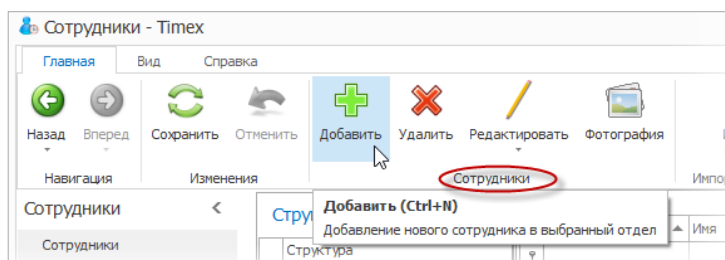 Сотрудники - Timex
Главная Вид Справка
Назад Вперед Сохранить Отменить Добавить Удалить Редактировать Фотография
Навигация Изменения Сотрудники
Сотрудники
Добавить (Ctrl+N)
Добавление нового сотрудника в выбранный отдел
Имя
Сотрудники
Структура